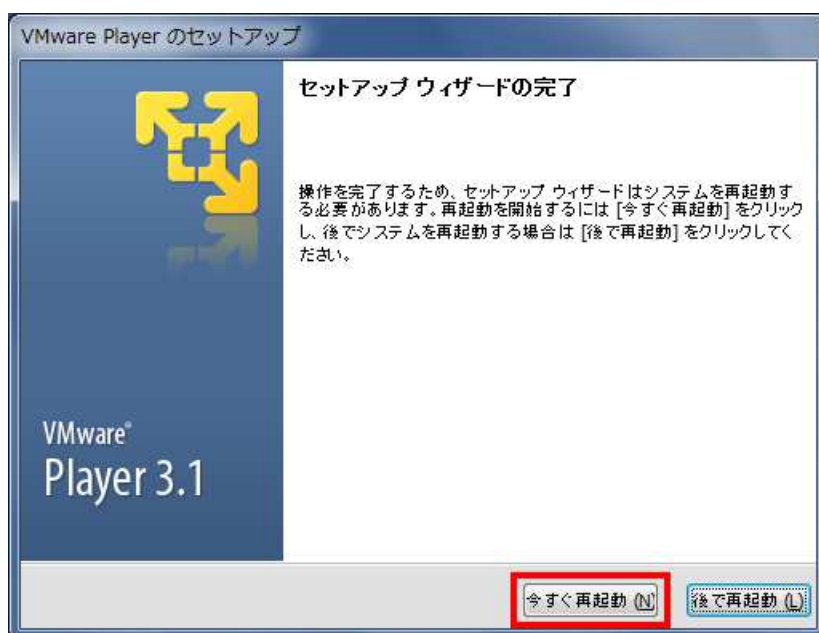 VMware Player のセットアップ
セットアップ ウィザードの完了
操作を完了するため、セットアップ ウィザードはシステムを再起動す
る必要があります。再起動を開始するには [今すぐ再起動] をクリック
し、後でシステムを再起動する場合は [後で再起動] をクリックしてく
ださい。
VMware®
Player 3.1
今すぐ再起動 (N)
後で再起動 (L)